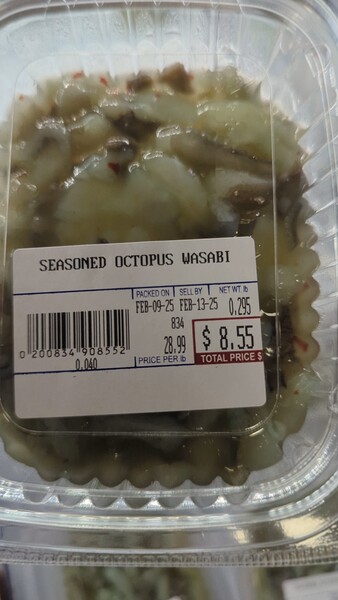 SEASONED OCTOPUS WASABI
PACKED ON SELL BY NET WT. lb
FEB-09-25 FEB-13-25 0.295
834
28.99
PRICE PER lb
$ 8.55
TOTAL PRICE $
0 200834 908552
0.040